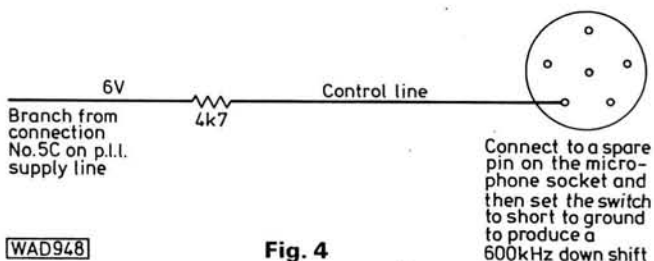 6V
Control line
4k7
Branch from
connection
No.5C on p.l.l.
supply line
Connect to a spare
pin on the micro-
phone socket and
then set the switch
to short to ground
to produce a
600kHz down shift
WAD948
Fig. 4